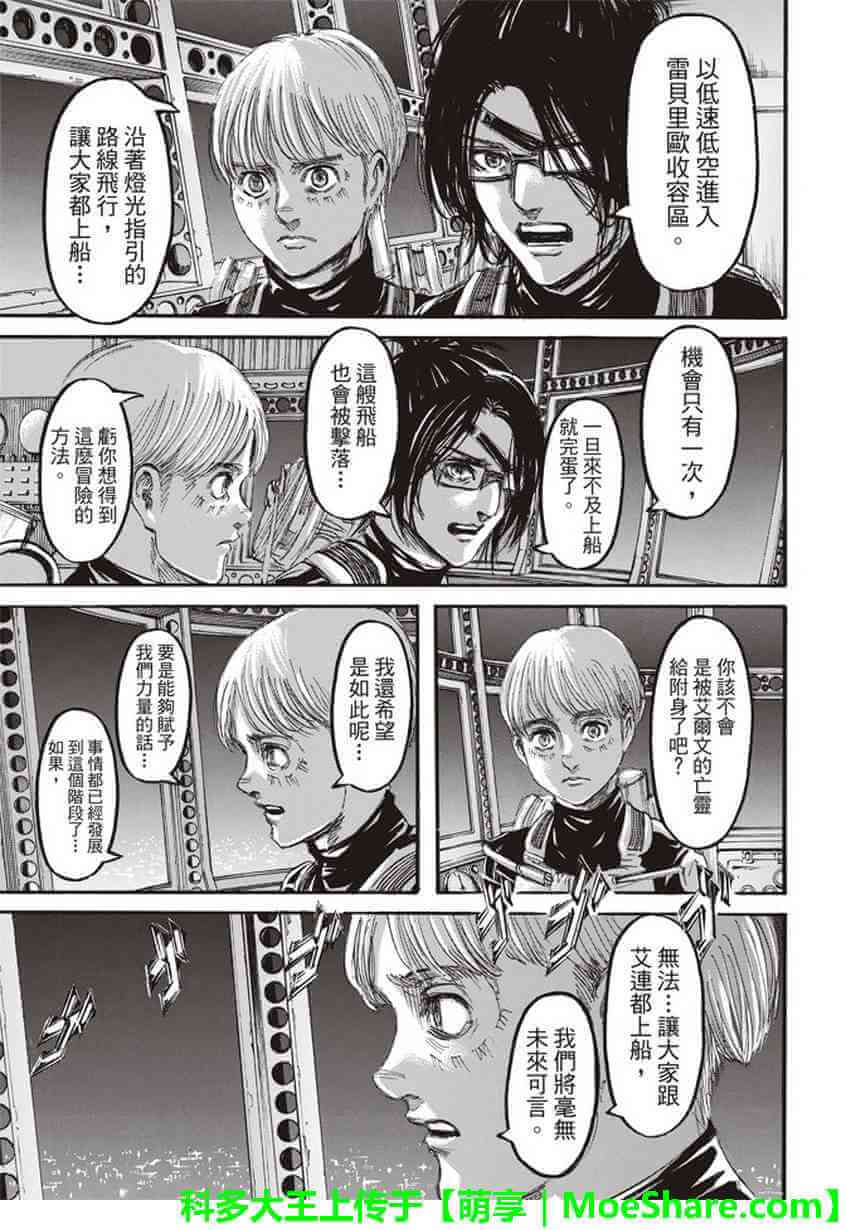 以低速低空進入
雷貝里歐收容區。
沿著燈光指引的
路線飛行，
讓大家都上船…
機會只有一次，
一旦來不及上船
就完蛋了。
這艘飛船
也會被擊落…
虧你想得到
這麼冒險的
方法。
你該不會
是被艾爾文的亡靈
給附身了吧？
我還希望
是如此呢…
要是能夠賦予
我們力量的話…
事情都已經發展
到這個階段了…
如果，
無法…讓大家跟
艾連都上船，
我們將毫無
未來可言。
科多大王上传于【萌享｜MoeShare.com】